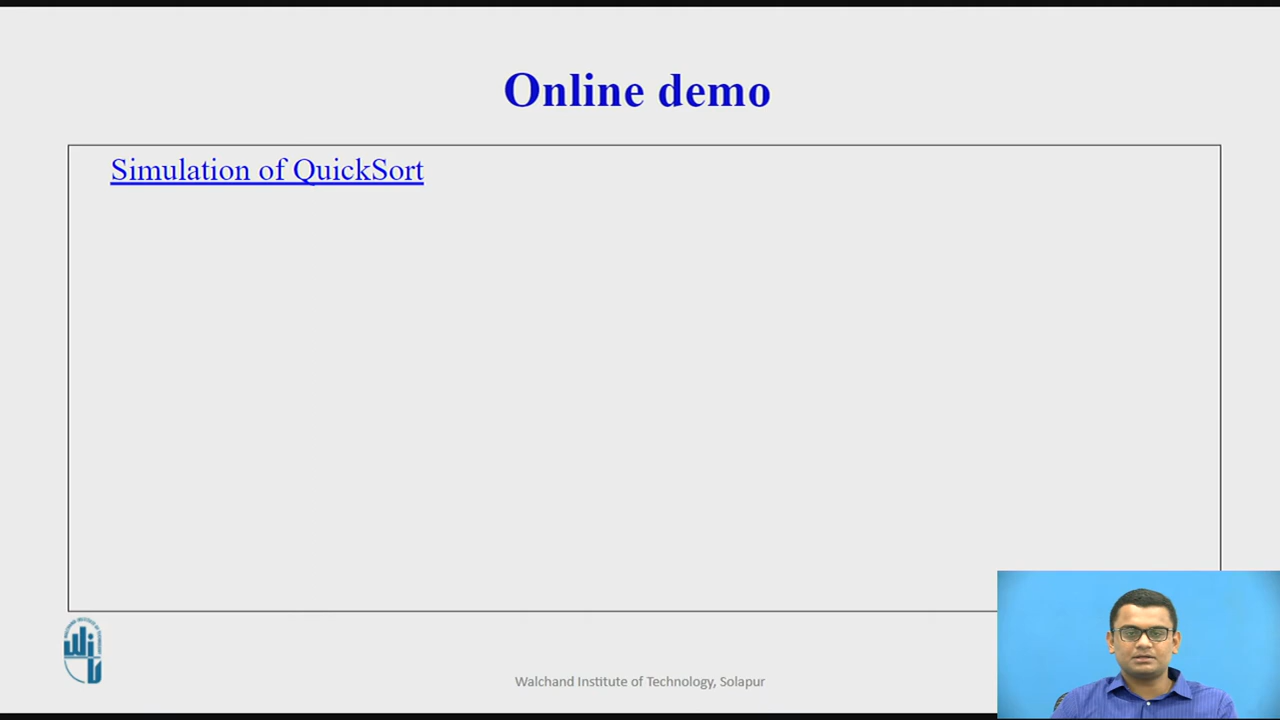 Online demo
Simulation of QuickSort
Walchand Institute of Technology, Solapur